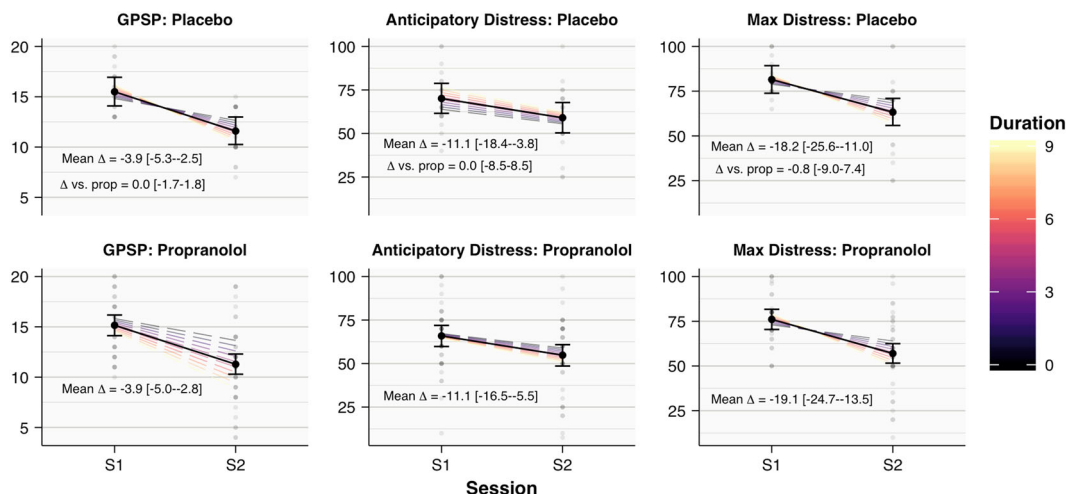 GPSP: Placebo
Anticipatory Distress: Placebo
Max Distress: Placebo
20
15
10
5
Mean Δ = -3.9 [-5.3--2.5]
Δ vs. prop = 0.0 [-1.7-1.8]
100
75
50
25
Mean Δ = -11.1 [-18.4--3.8]
Δ vs. prop = 0.0 [-8.5-8.5]
100
75
50
25
Mean Δ = -18.2 [-25.6--11.0]
Δ vs. prop = -0.8 [-9.0-7.4]
Duration
9
6
3
0
GPSP: Propranolol
Anticipatory Distress: Propranolol
Max Distress: Propranolol
20
15
10
5
Mean Δ = -3.9 [-5.0--2.8]
100
75
50
25
Mean Δ = -11.1 [-16.5--5.5]
100
75
50
25
Mean Δ = -19.1 [-24.7--13.5]
S1 S2
S1 S2
S1 S2
Session